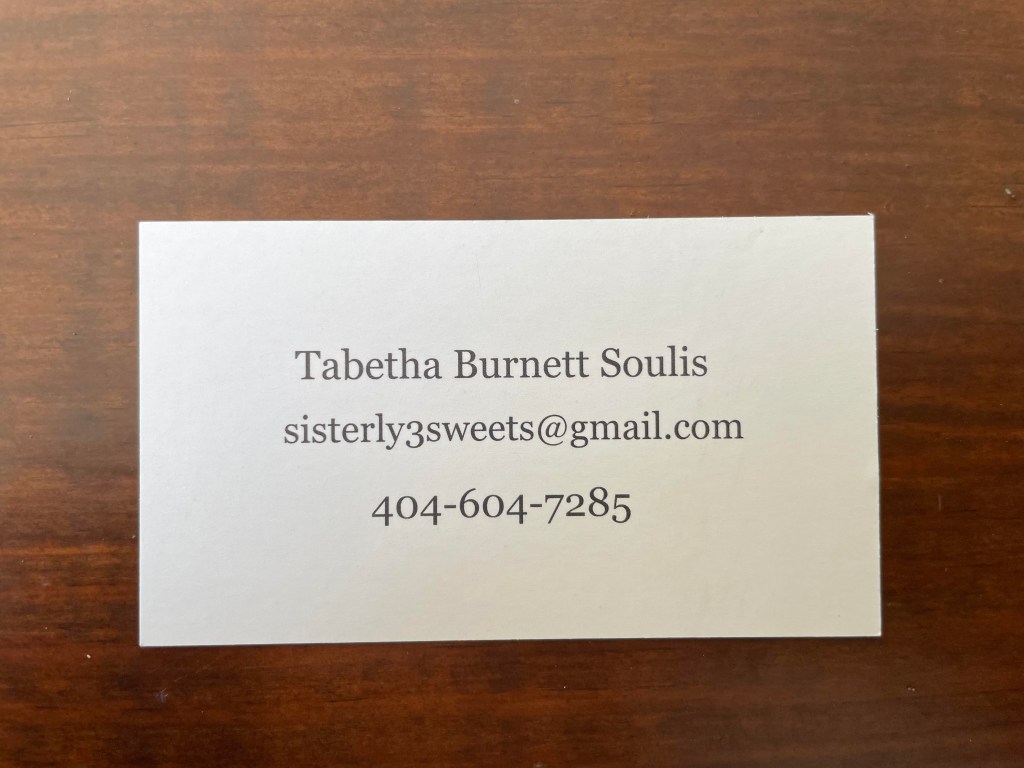 Tabetha Burnett Soulis
sisterly3sweets@gmail.com
404-604-7285